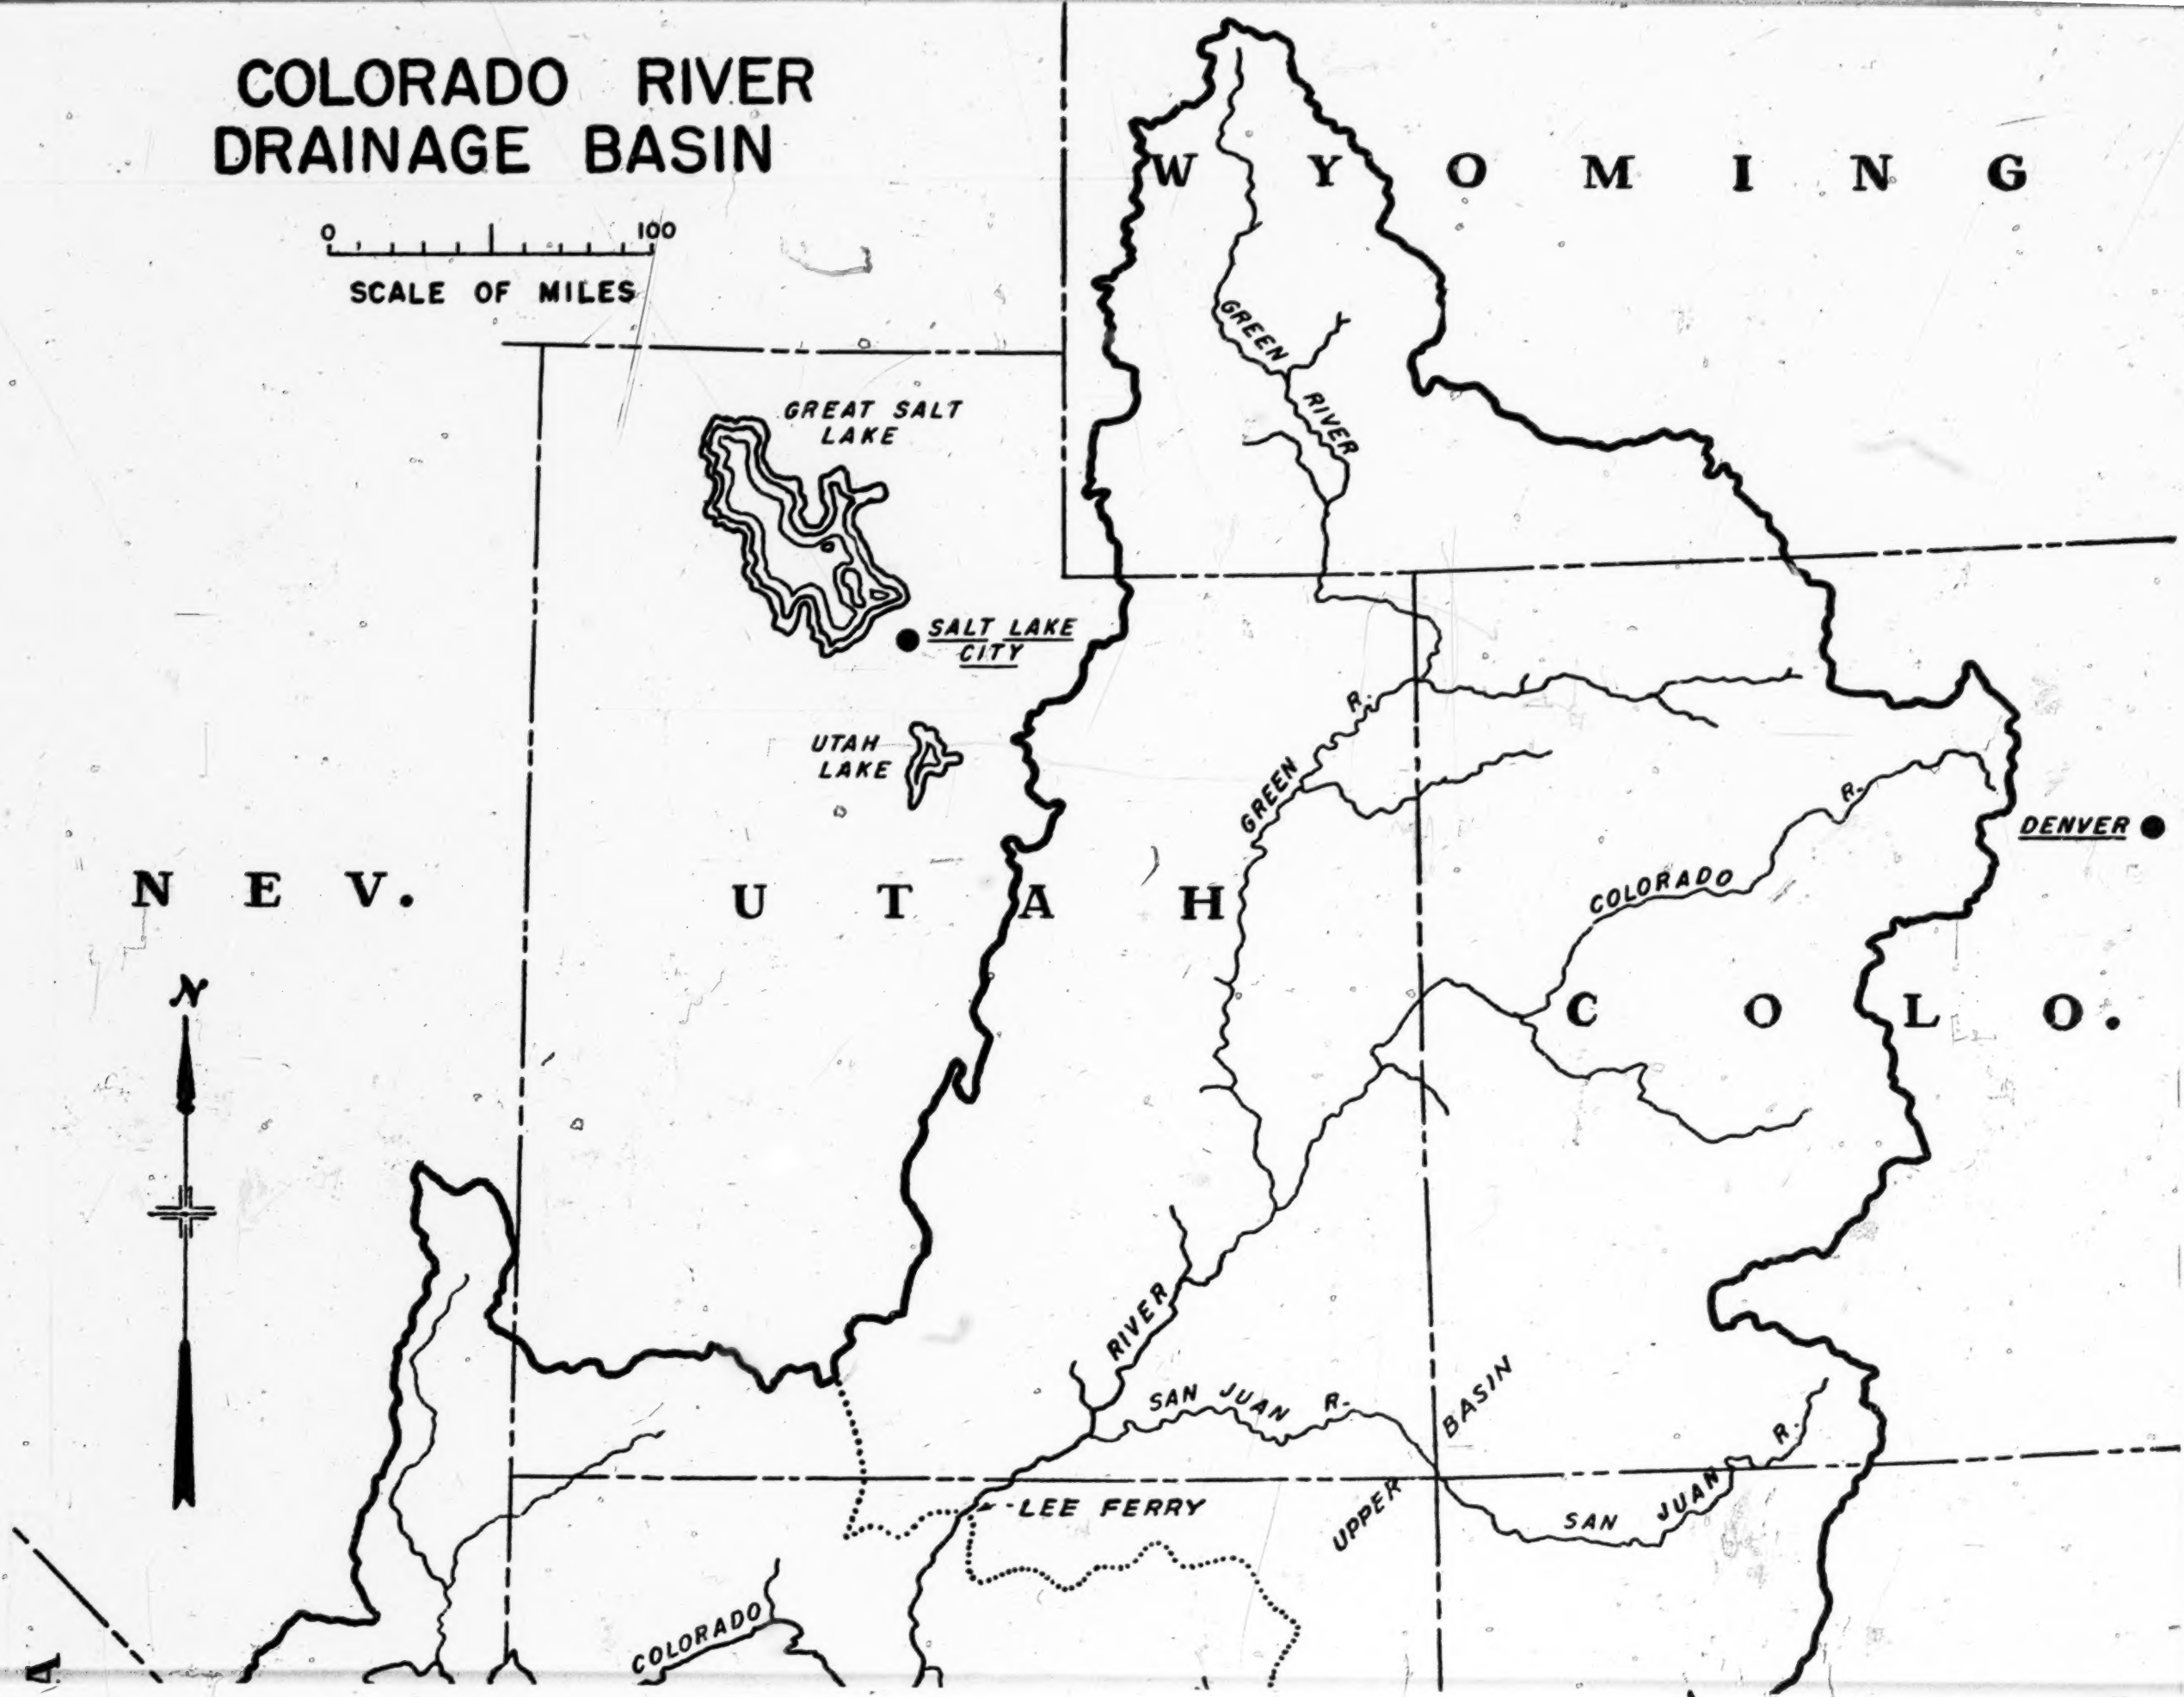 COLORADO RIVER
DRAINAGE BASIN
0 100
SCALE OF MILES
W Y O M I N G
GREEN RIVER
GREAT SALT
LAKE
SALT LAKE
CITY
UTAH
LAKE
GREEN R.
COLORADO R.
DENVER
N E V.
U T A H
C O L O.
N
RIVER
SAN JUAN R.
UPPER BASIN
SAN JUAN R.
LEE FERRY
COLORADO
A